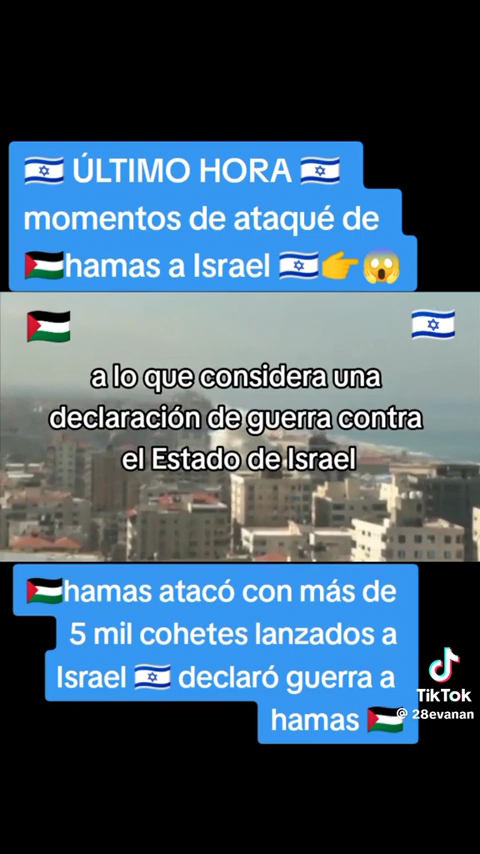 🇮🇱 ÚLTIMO HORA 🇮🇱
momentos de ataqué de
🇵🇸hamas a Israel 🇮🇱👉😱
a lo que considera una
declaración de guerra contra
el Estado de Israel
🇵🇸hamas atacó con más de
5 mil cohetes lanzados a
Israel 🇮🇱 declaró guerra a
hamas 🇵🇸
TikTok
@ 28evanan